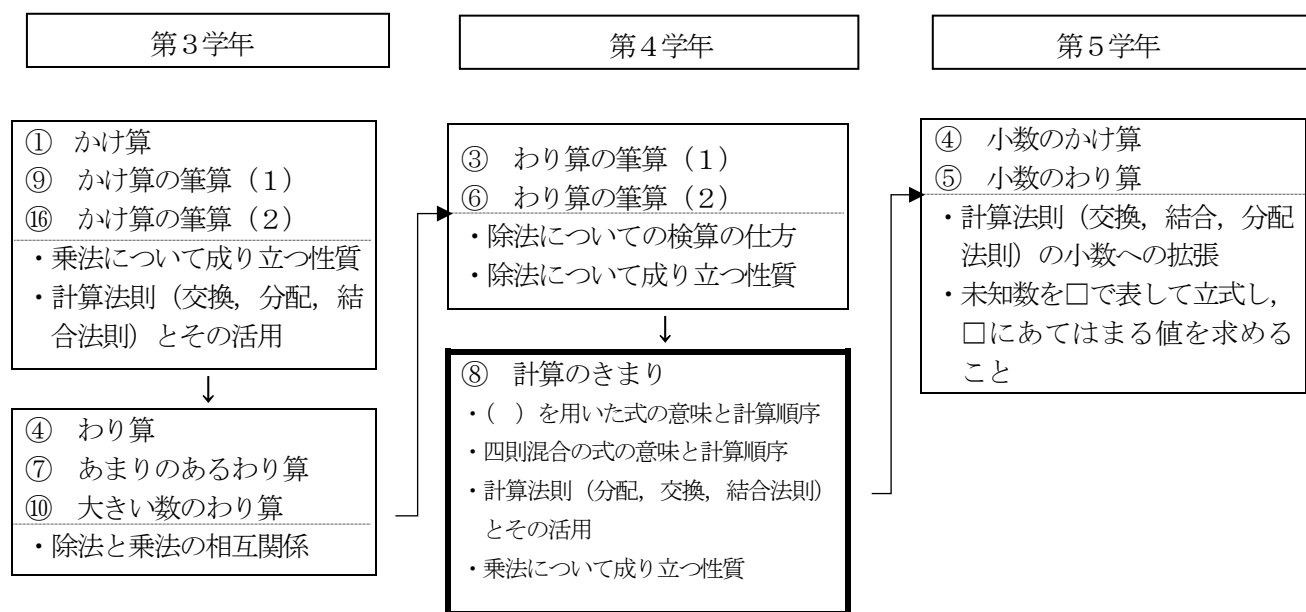 第3学年
① かけ算
⑨ かけ算の筆算（1）
⑯ かけ算の筆算（2）
・乗法について成り立つ性質
・計算法則（交換，分配，結
合法則）とその活用
↓
④ わり算
⑦ あまりのあるわり算
⑩ 大きい数のわり算
・除法と乗法の相互関係
第4学年
③ わり算の筆算（1）
⑥ わり算の筆算（2）
・除法についての検算の仕方
・除法について成り立つ性質
↓
⑧ 計算のきまり
・（ ）を用いた式の意味と計算順序
・四則混合の式の意味と計算順序
・計算法則（分配，交換，結合法則）
とその活用
・乗法について成り立つ性質
第5学年
④ 小数のかけ算
⑤ 小数のわり算
・計算法則（交換，結合，分配
法則）の小数への拡張
・未知数を□で表して立式し，
□にあてはまる値を求める
こと